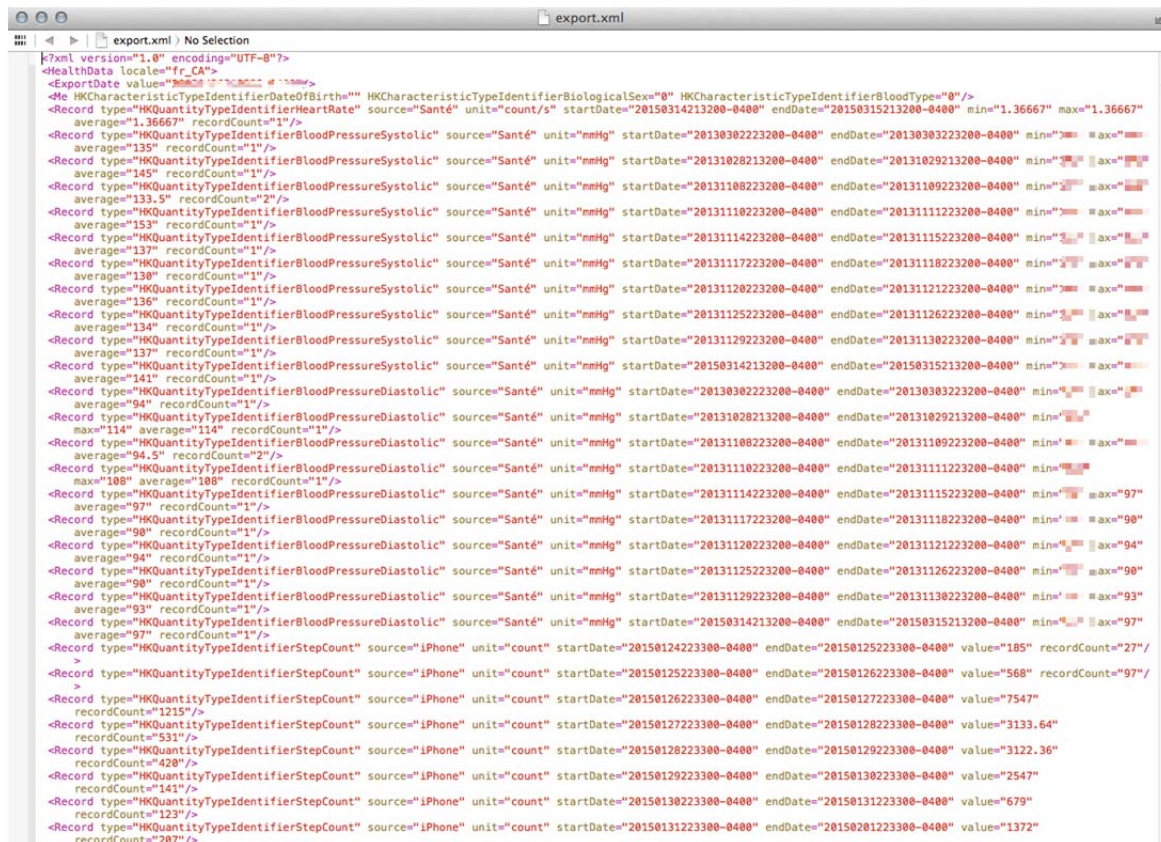 export.xml
export.xml 〉 No Selection
<?xml version="1.0" encoding="UTF-8"?>
<HealthData locale="fr_CA">
<ExportDate value="
<Me HKCharacteristicTypeIdentifierDateOfBirth="" HKCharacteristicTypeIdentifierBiologicalSex="0" HKCharacteristicTypeIdentifierBloodType="0"/>
<Record type="HKQuantityTypeIdentifierHeartRate" source="Santé" unit="count/s" startDate="20150314213200-0400" endDate="20150315213200-0400" min="1.36667" max="1.36667"
average="1.36667" recordCount="1"/>
<Record type="HKQuantityTypeIdentifierBloodPressureSystolic" source="Santé" unit="mmHg" startDate="20130302223200-0400" endDate="20130303223200-0400" min=" ax="
average="135" recordCount="1"/>
<Record type="HKQuantityTypeIdentifierBloodPressureSystolic" source="Santé" unit="mmHg" startDate="20131028213200-0400" endDate="20131029213200-0400" min=" ax="
average="145" recordCount="1"/>
<Record type="HKQuantityTypeIdentifierBloodPressureSystolic" source="Santé" unit="mmHg" startDate="20131108223200-0400" endDate="20131109223200-0400" min=" ax="
average="133.5" recordCount="2"/>
<Record type="HKQuantityTypeIdentifierBloodPressureSystolic" source="Santé" unit="mmHg" startDate="20131110223200-0400" endDate="20131111223200-0400" min=" ax="
average="153" recordCount="1"/>
<Record type="HKQuantityTypeIdentifierBloodPressureSystolic" source="Santé" unit="mmHg" startDate="20131114223200-0400" endDate="20131115223200-0400" min=" ax="
average="137" recordCount="1"/>
<Record type="HKQuantityTypeIdentifierBloodPressureSystolic" source="Santé" unit="mmHg" startDate="20131117223200-0400" endDate="20131118223200-0400" min=" ax="
average="130" recordCount="1"/>
<Record type="HKQuantityTypeIdentifierBloodPressureSystolic" source="Santé" unit="mmHg" startDate="20131120223200-0400" endDate="20131121223200-0400" min=" ax="
average="136" recordCount="1"/>
<Record type="HKQuantityTypeIdentifierBloodPressureSystolic" source="Santé" unit="mmHg" startDate="20131125223200-0400" endDate="20131126223200-0400" min=" ax="
average="134" recordCount="1"/>
<Record type="HKQuantityTypeIdentifierBloodPressureSystolic" source="Santé" unit="mmHg" startDate="20131129223200-0400" endDate="20131130223200-0400" min=" ax="
average="137" recordCount="1"/>
<Record type="HKQuantityTypeIdentifierBloodPressureSystolic" source="Santé" unit="mmHg" startDate="20150314213200-0400" endDate="20150315213200-0400" min=" ax="
average="141" recordCount="1"/>
<Record type="HKQuantityTypeIdentifierBloodPressureDiastolic" source="Santé" unit="mmHg" startDate="20130302223200-0400" endDate="20130303223200-0400" min=" ax="
average="94" recordCount="1"/>
<Record type="HKQuantityTypeIdentifierBloodPressureDiastolic" source="Santé" unit="mmHg" startDate="20131028213200-0400" endDate="20131029213200-0400" min="
max="114" average="114" recordCount="1"/>
<Record type="HKQuantityTypeIdentifierBloodPressureDiastolic" source="Santé" unit="mmHg" startDate="20131108223200-0400" endDate="20131109223200-0400" min=" ax="
average="94.5" recordCount="2"/>
<Record type="HKQuantityTypeIdentifierBloodPressureDiastolic" source="Santé" unit="mmHg" startDate="20131110223200-0400" endDate="20131111223200-0400" min="
max="108" average="108" recordCount="1"/>
<Record type="HKQuantityTypeIdentifierBloodPressureDiastolic" source="Santé" unit="mmHg" startDate="20131114223200-0400" endDate="20131115223200-0400" min=" ax="97"
average="97" recordCount="1"/>
<Record type="HKQuantityTypeIdentifierBloodPressureDiastolic" source="Santé" unit="mmHg" startDate="20131117223200-0400" endDate="20131118223200-0400" min=" ax="90"
average="90" recordCount="1"/>
<Record type="HKQuantityTypeIdentifierBloodPressureDiastolic" source="Santé" unit="mmHg" startDate="20131120223200-0400" endDate="20131121223200-0400" min=" ax="94"
average="94" recordCount="1"/>
<Record type="HKQuantityTypeIdentifierBloodPressureDiastolic" source="Santé" unit="mmHg" startDate="20131125223200-0400" endDate="20131126223200-0400" min=" ax="90"
average="90" recordCount="1"/>
<Record type="HKQuantityTypeIdentifierBloodPressureDiastolic" source="Santé" unit="mmHg" startDate="20131129223200-0400" endDate="20131130223200-0400" min=" ax="93"
average="93" recordCount="1"/>
<Record type="HKQuantityTypeIdentifierBloodPressureDiastolic" source="Santé" unit="mmHg" startDate="20150314213200-0400" endDate="20150315213200-0400" min=" ax="97"
average="97" recordCount="1"/>
<Record type="HKQuantityTypeIdentifierStepCount" source="iPhone" unit="count" startDate="20150124223300-0400" endDate="20150125223300-0400" value="185" recordCount="27"/
>
<Record type="HKQuantityTypeIdentifierStepCount" source="iPhone" unit="count" startDate="20150125223300-0400" endDate="20150126223300-0400" value="568" recordCount="97"/
>
<Record type="HKQuantityTypeIdentifierStepCount" source="iPhone" unit="count" startDate="20150126223300-0400" endDate="20150127223300-0400" value="7547"
recordCount="1215"/>
<Record type="HKQuantityTypeIdentifierStepCount" source="iPhone" unit="count" startDate="20150127223300-0400" endDate="20150128223300-0400" value="3133.64"
recordCount="531"/>
<Record type="HKQuantityTypeIdentifierStepCount" source="iPhone" unit="count" startDate="20150128223300-0400" endDate="20150129223300-0400" value="3122.36"
recordCount="420"/>
<Record type="HKQuantityTypeIdentifierStepCount" source="iPhone" unit="count" startDate="20150129223300-0400" endDate="20150130223300-0400" value="2547"
recordCount="141"/>
<Record type="HKQuantityTypeIdentifierStepCount" source="iPhone" unit="count" startDate="20150130223300-0400" endDate="20150131223300-0400" value="679"
recordCount="123"/>
<Record type="HKQuantityTypeIdentifierStepCount" source="iPhone" unit="count" startDate="20150131223300-0400" endDate="20150201223300-0400" value="1372"
recordCount="207"/>